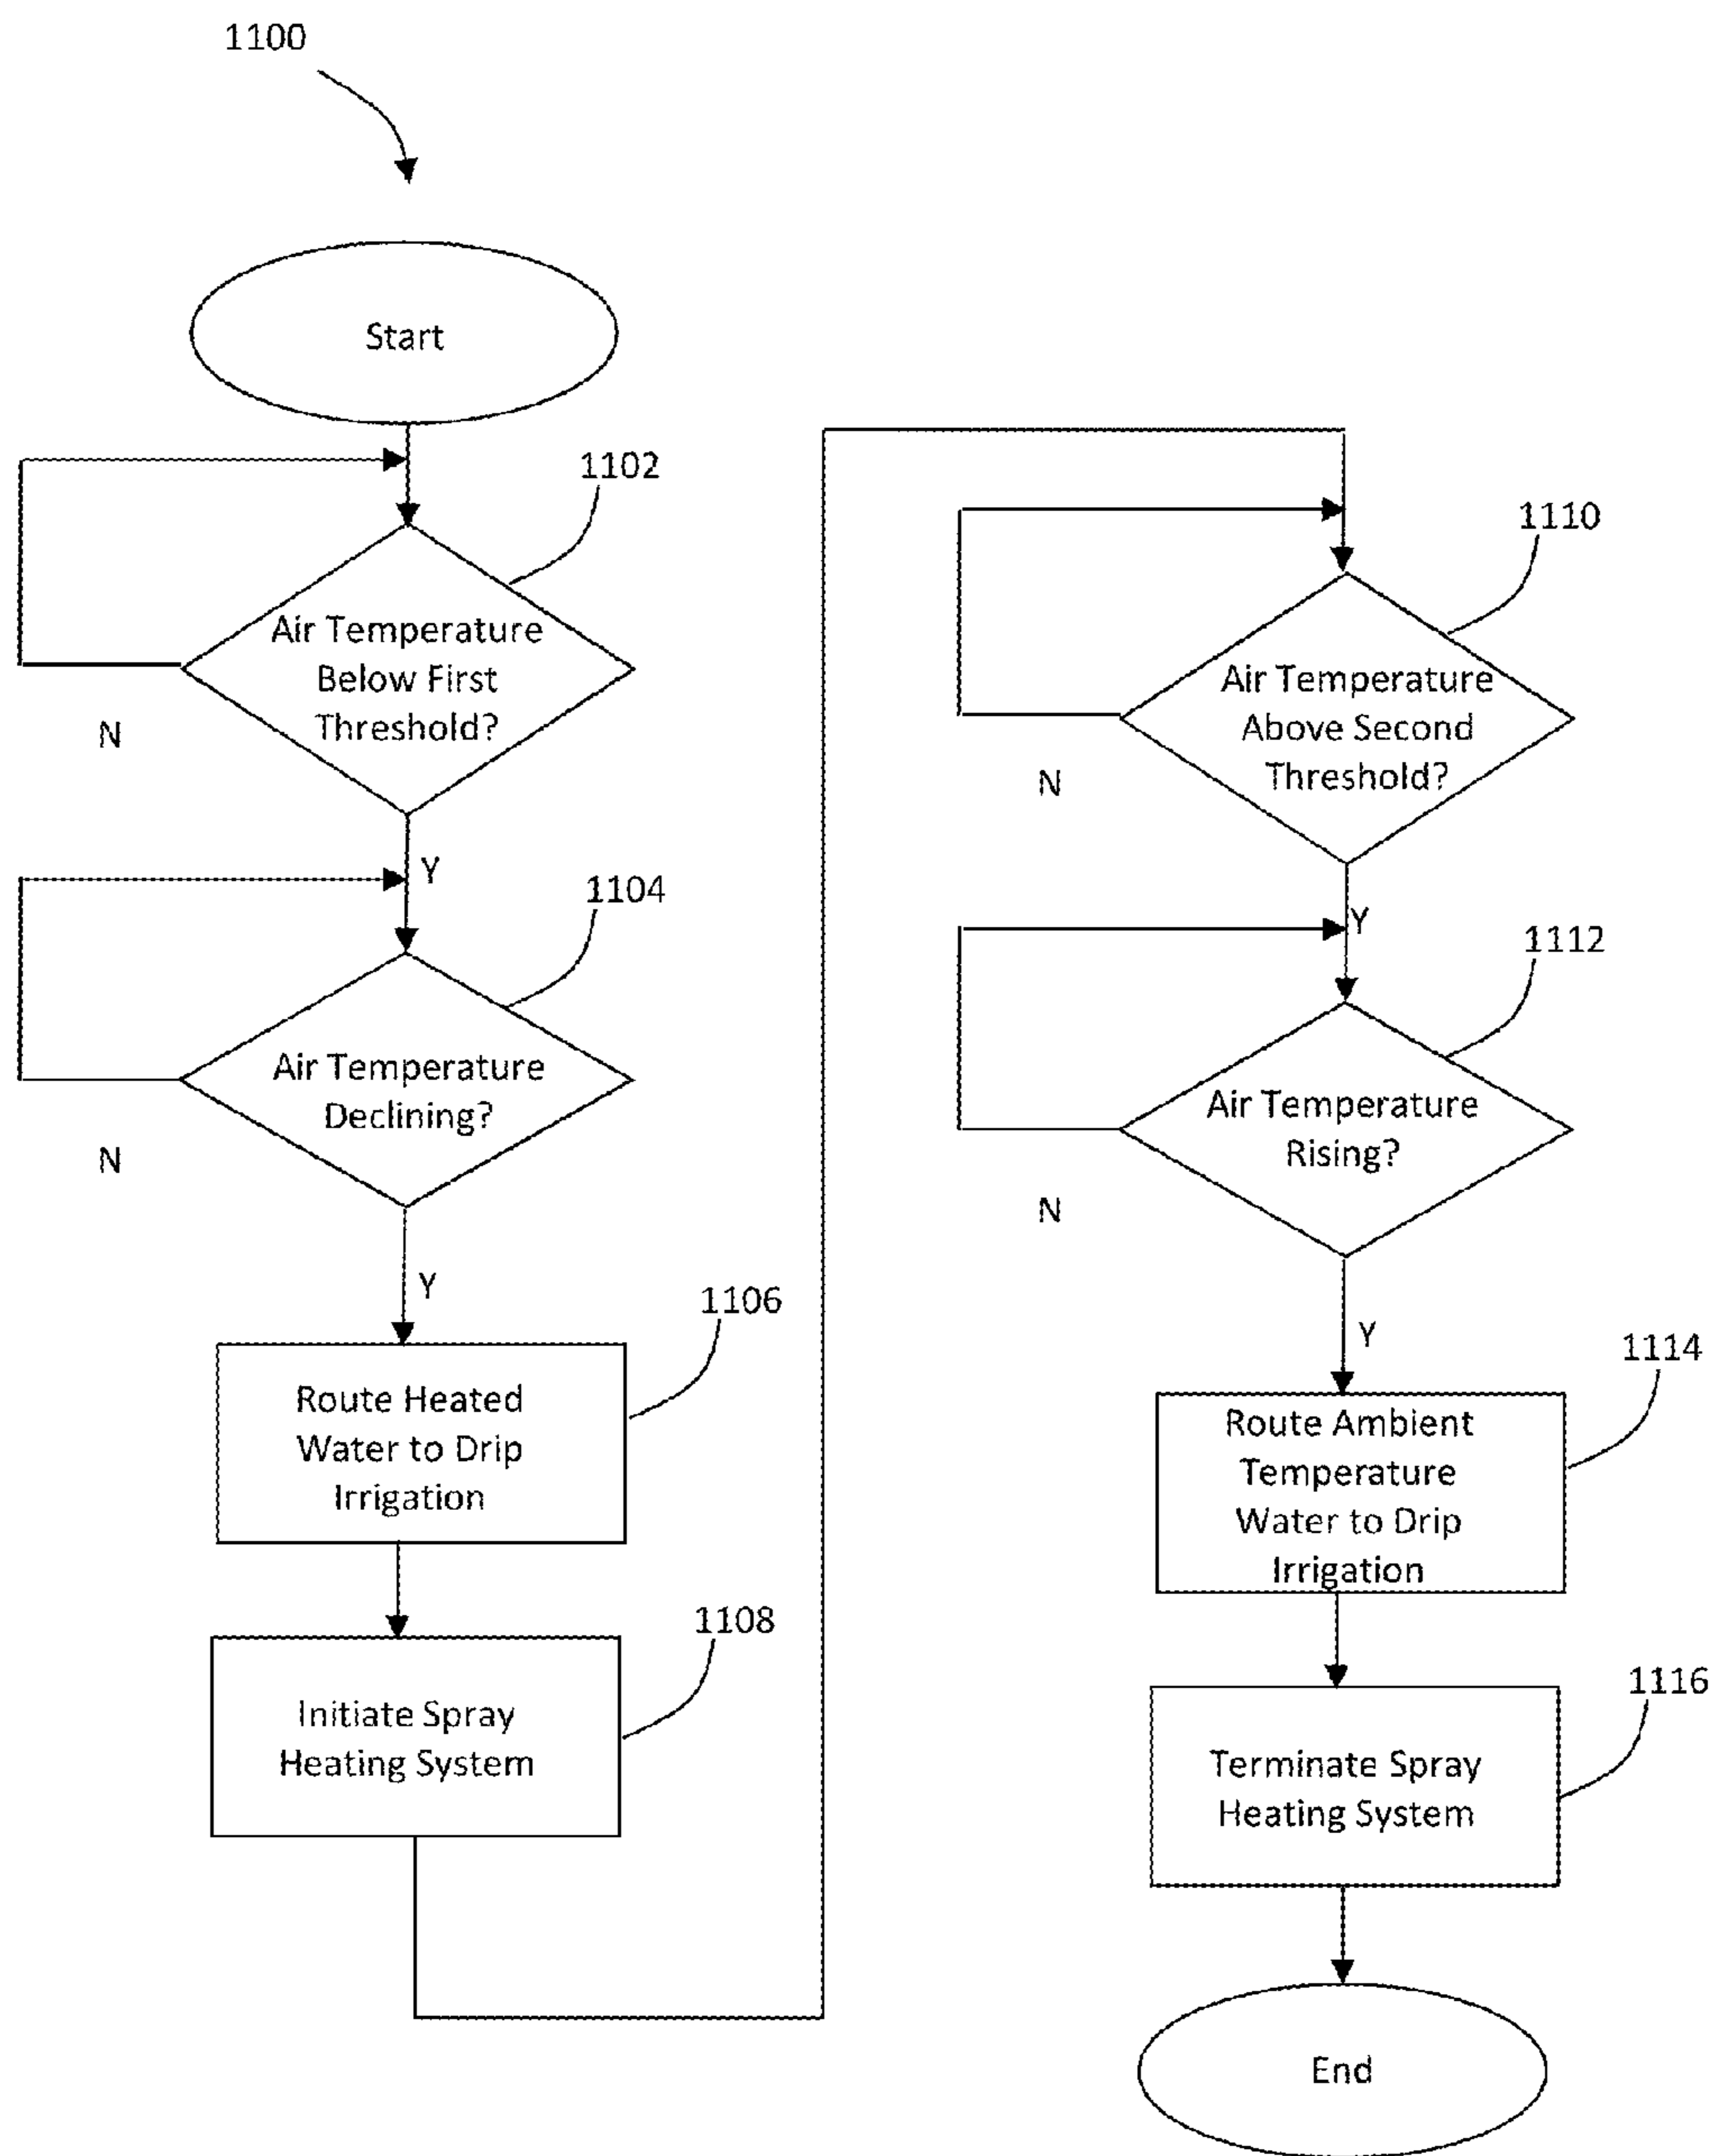 1100
Start
1102
Air Temperature
Below First
Threshold?
N
Y
1104
Air Temperature
Declining?
N
Y
1106
Route Heated
Water to Drip
Irrigation
1108
Initiate Spray
Heating System
1110
Air Temperature
Above Second
Threshold?
N
Y
1112
Air Temperature
Rising?
N
Y
1114
Route Ambient
Temperature
Water to Drip
Irrigation
1116
Terminate Spray
Heating System
End